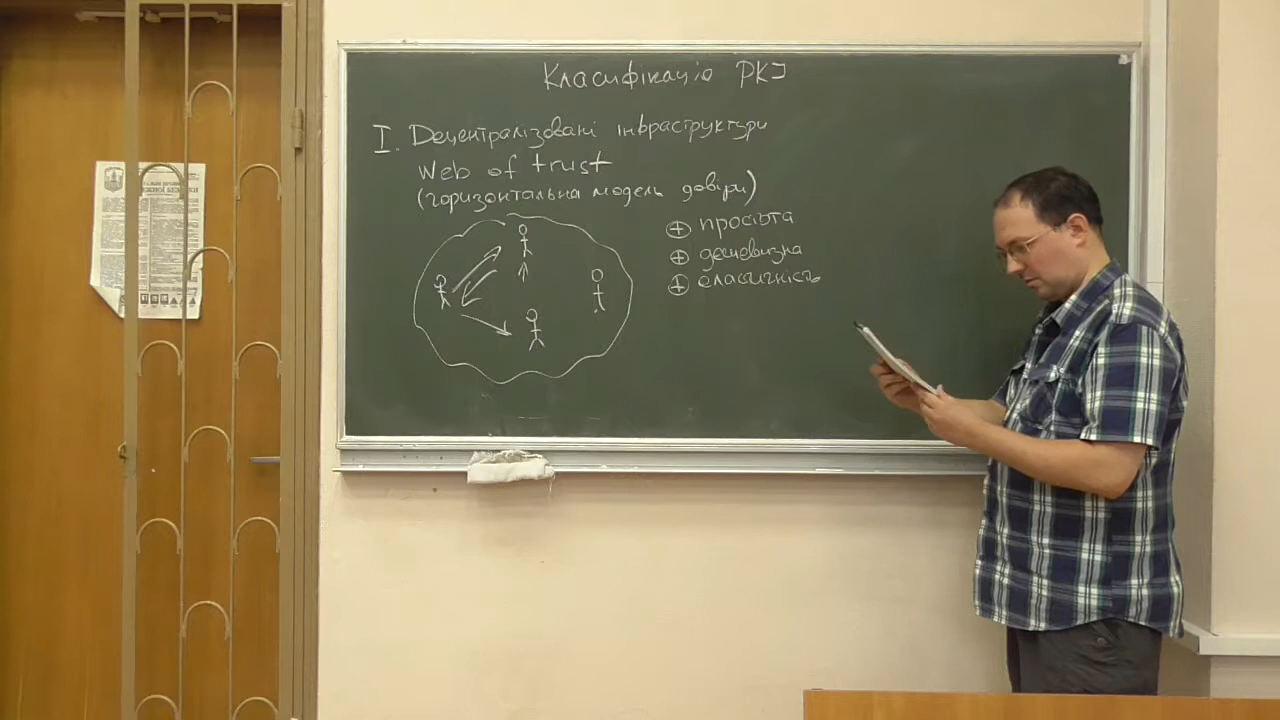 Класифікація PKI
I. Децентралізовані інфраструктури
Web of trust
(горизонтальна модель довіри)
⊕ простота
⊕ дешевизна
⊕ еластичність